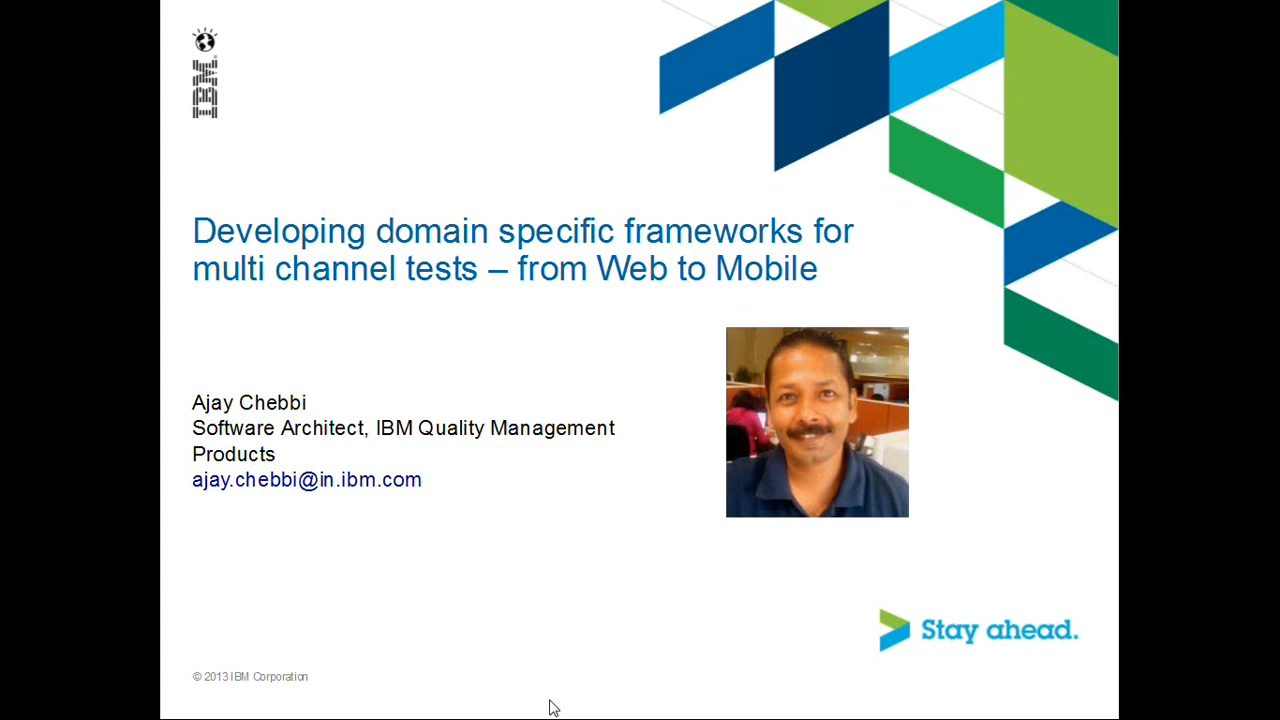 IBM
Developing domain specific frameworks for
multi channel tests – from Web to Mobile
Ajay Chebbi
Software Architect, IBM Quality Management
Products
ajay.chebbi@in.ibm.com
Stay ahead.
© 2013 IBM Corporation